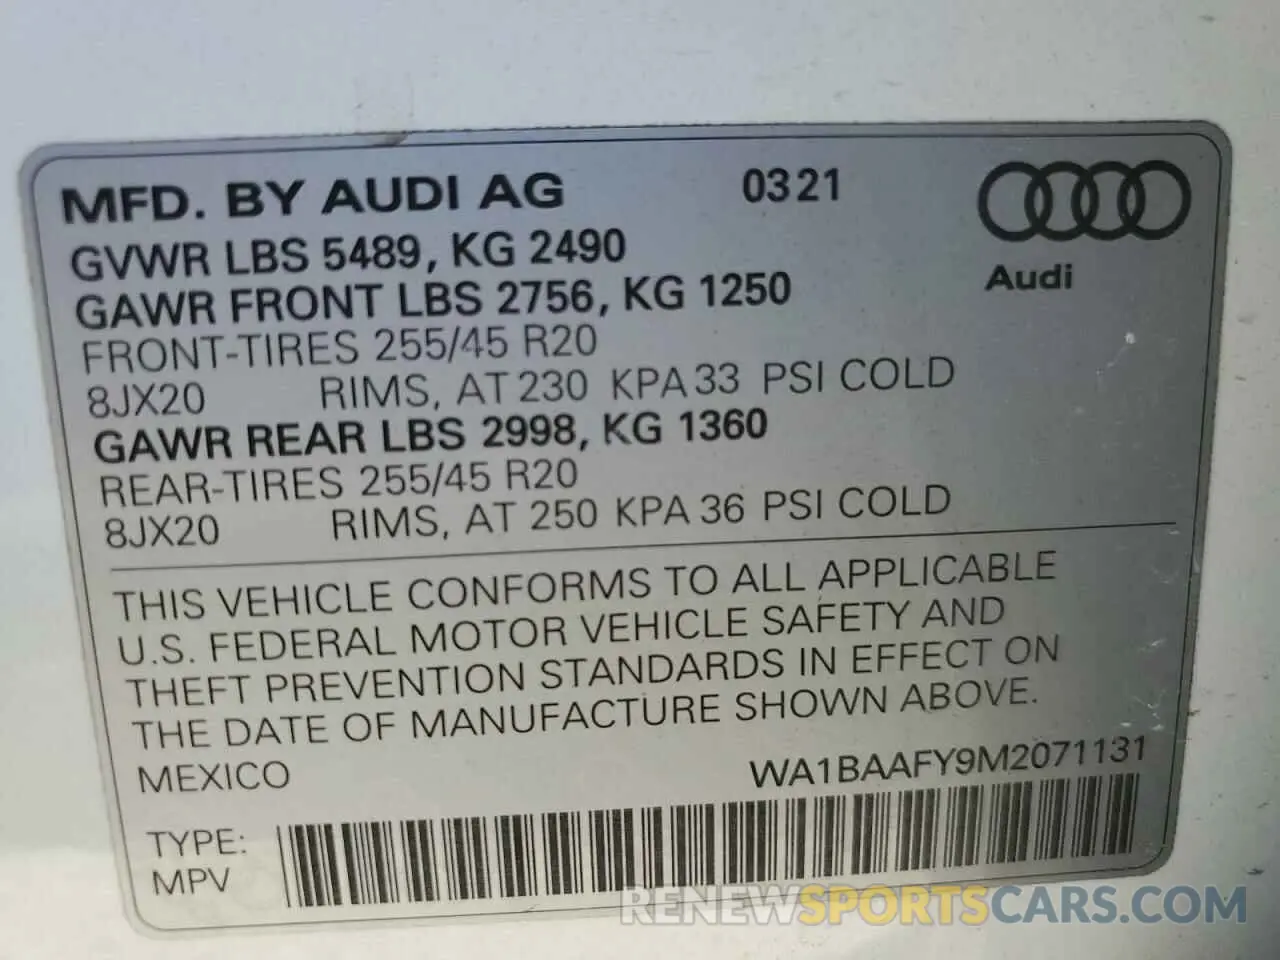 MFD. BY AUDI AG 03 21
GVWR LBS 5489, KG 2490
GAWR FRONT LBS 2756, KG 1250
Audi
FRONT-TIRES 255/45 R20
8JX20 RIMS, AT 230 KPA 33 PSI COLD
GAWR REAR LBS 2998, KG 1360
REAR-TIRES 255/45 R20
8JX20 RIMS, AT 250 KPA 36 PSI COLD
THIS VEHICLE CONFORMS TO ALL APPLICABLE
U.S. FEDERAL MOTOR VEHICLE SAFETY AND
THEFT PREVENTION STANDARDS IN EFFECT ON
THE DATE OF MANUFACTURE SHOWN ABOVE.
MEXICO WA1BAAFY9M2071131
TYPE:
MPV
RENEWSPORTSCARS.COM